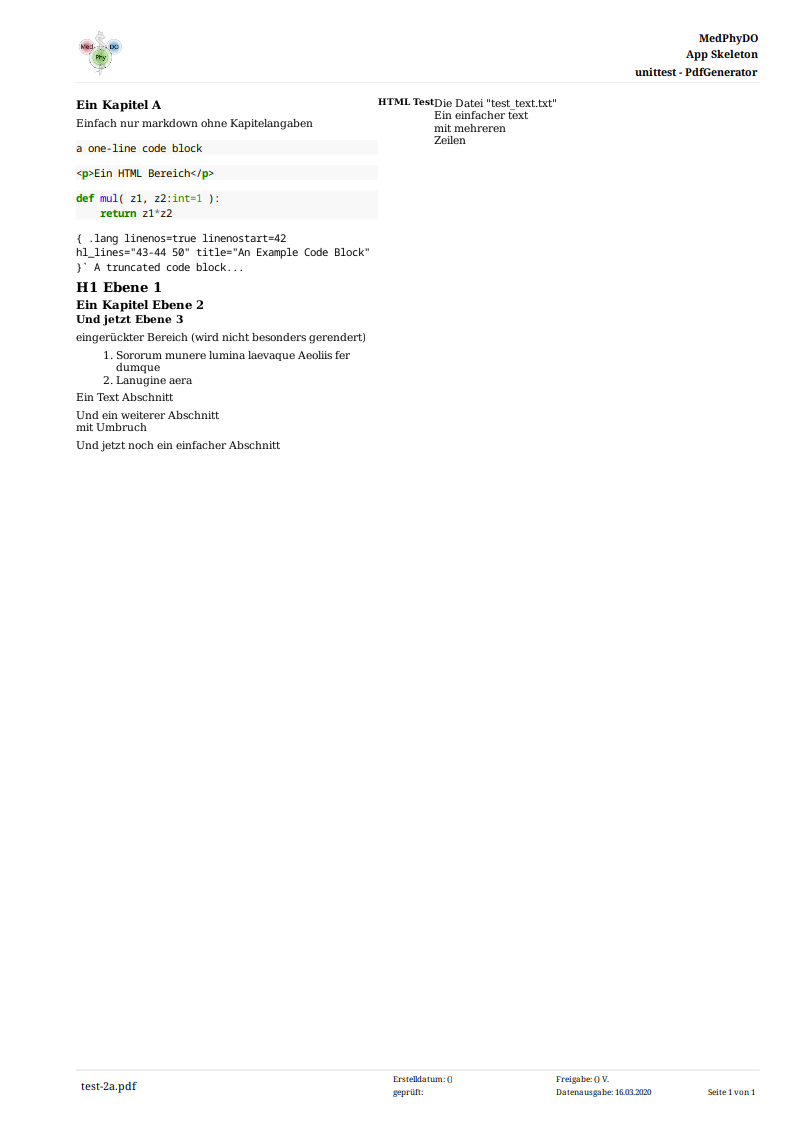 Med
DO
Phy
MedPhyDO
App Skeleton
unittest - PdfGenerator
Ein Kapitel A
Einfach nur markdown ohne Kapitelangaben
a one-line code block
<p>Ein HTML Bereich</p>
def mul( z1, z2:int=1 ):
    return z1*z2
{ .lang linenos=true linenostart=42
hl_lines="43-44 50" title="An Example Code Block"
}` A truncated code block...
H1 Ebene 1
Ein Kapitel Ebene 2
Und jetzt Ebene 3
eingerückter Bereich (wird nicht besonders gerendert)
1. Sororum munere lumina laevaque Aeoliis fer
dumque
2. Lanugine aera
Ein Text Abschnitt
Und ein weiterer Abschnitt
mit Umbruch
Und jetzt noch ein einfacher Abschnitt
HTML Test
Die Datei "test_text.txt"
Ein einfacher text
mit mehreren
Zeilen
test-2a.pdf
Erstelldatum: ()
geprüft:
Freigabe: () V.
Datenausgabe: 16.03.2020
Seite 1 von 1